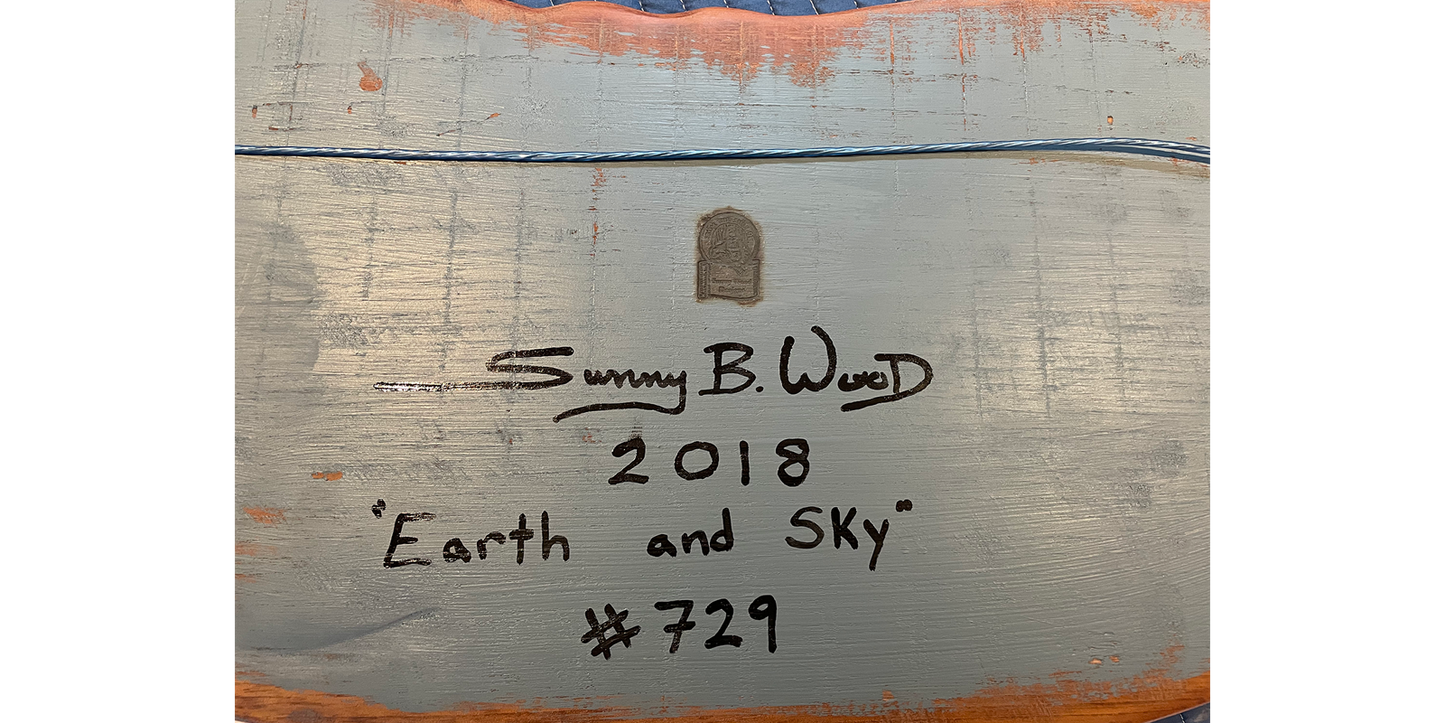 Sunny B. WooD
2018
"Earth and SKy"
#729